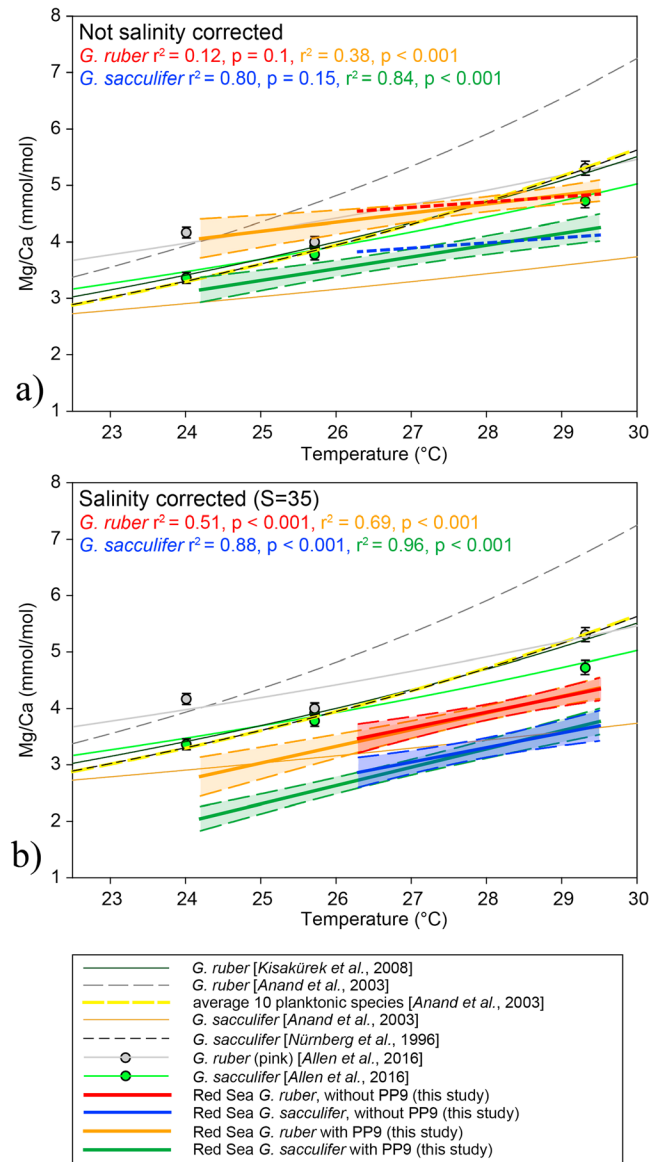 a)
Not salinity corrected
G. ruber r² = 0.12, p = 0.1, r² = 0.38, p < 0.001
G. sacculifer r² = 0.80, p = 0.15, r² = 0.84, p < 0.001
Mg/Ca (mmol/mol)
8
7
6
5
4
3
2
1
23 24 25 26 27 28 29 30
Temperature (°C)
b)
Salinity corrected (S=35)
G. ruber r² = 0.51, p < 0.001, r² = 0.69, p < 0.001
G. sacculifer r² = 0.88, p < 0.001, r² = 0.96, p < 0.001
Mg/Ca (mmol/mol)
8
7
6
5
4
3
2
1
23 24 25 26 27 28 29 30
Temperature (°C)
G. ruber [Kisakürek et al., 2008]
G. ruber [Anand et al., 2003]
average 10 planktonic species [Anand et al., 2003]
G. sacculifer [Anand et al., 2003]
G. sacculifer [Nürnberg et al., 1996]
G. ruber (pink) [Allen et al., 2016]
G. sacculifer [Allen et al., 2016]
Red Sea G. ruber, without PP9 (this study)
Red Sea G. sacculifer, without PP9 (this study)
Red Sea G. ruber with PP9 (this study)
Red Sea G. sacculifer with PP9 (this study)